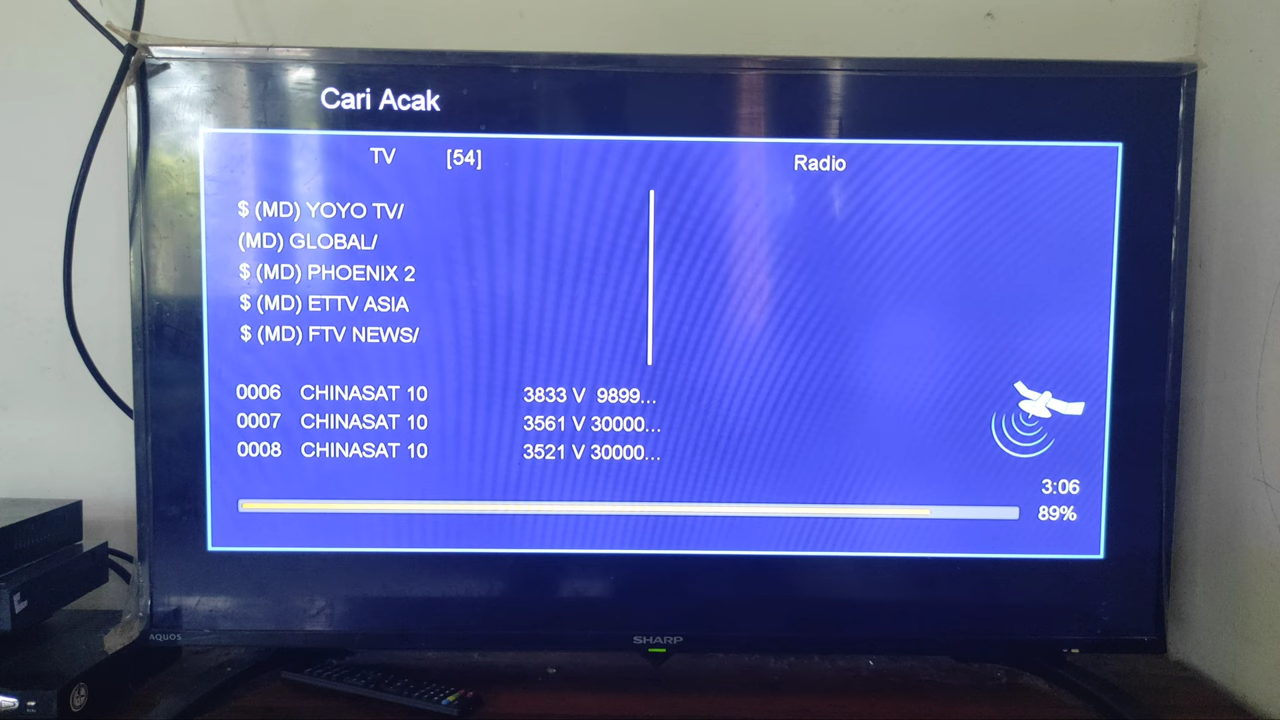 Cari Acak
TV [54] Radio
$ (MD) YOYO TV/
(MD) GLOBAL/
$ (MD) PHOENIX 2
$ (MD) ETTV ASIA
$ (MD) FTV NEWS/
0006 CHINASAT 10 3833 V 9899...
0007 CHINASAT 10 3561 V 30000...
0008 CHINASAT 10 3521 V 30000...
3:06
89%
AQUOS
SHARP